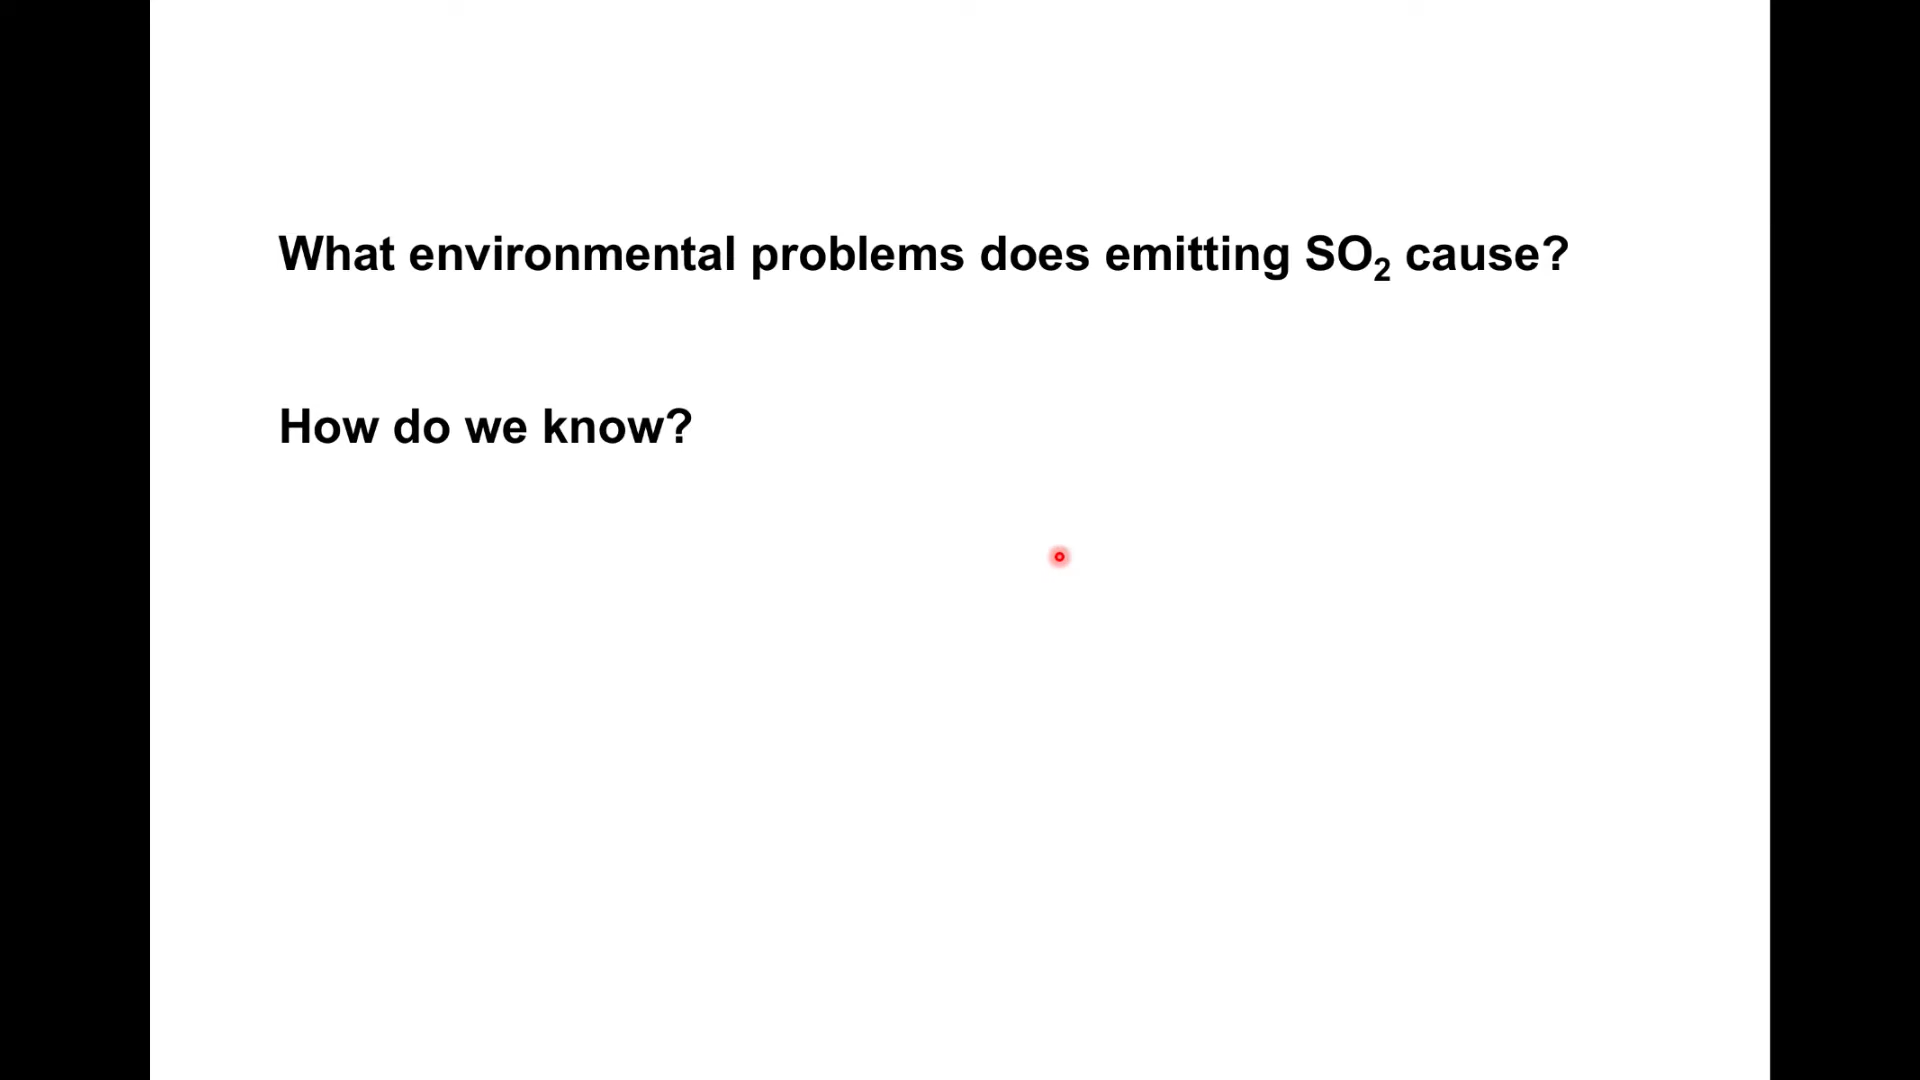 What environmental problems does emitting SO₂ cause?
How do we know?